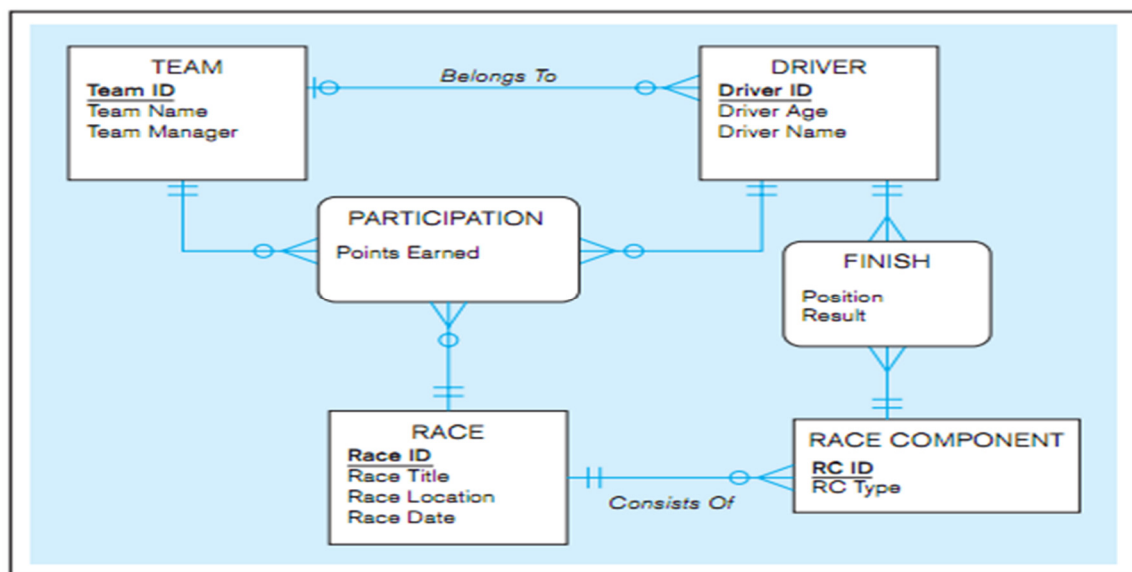 TEAM
Team ID
Team Name
Team Manager
Belongs To
DRIVER
Driver ID
Driver Age
Driver Name
PARTICIPATION
Points Earned
FINISH
Position
Result
RACE
Race ID
Race Title
Race Location
Race Date
Consists Of
RACE COMPONENT
RC ID
RC Type